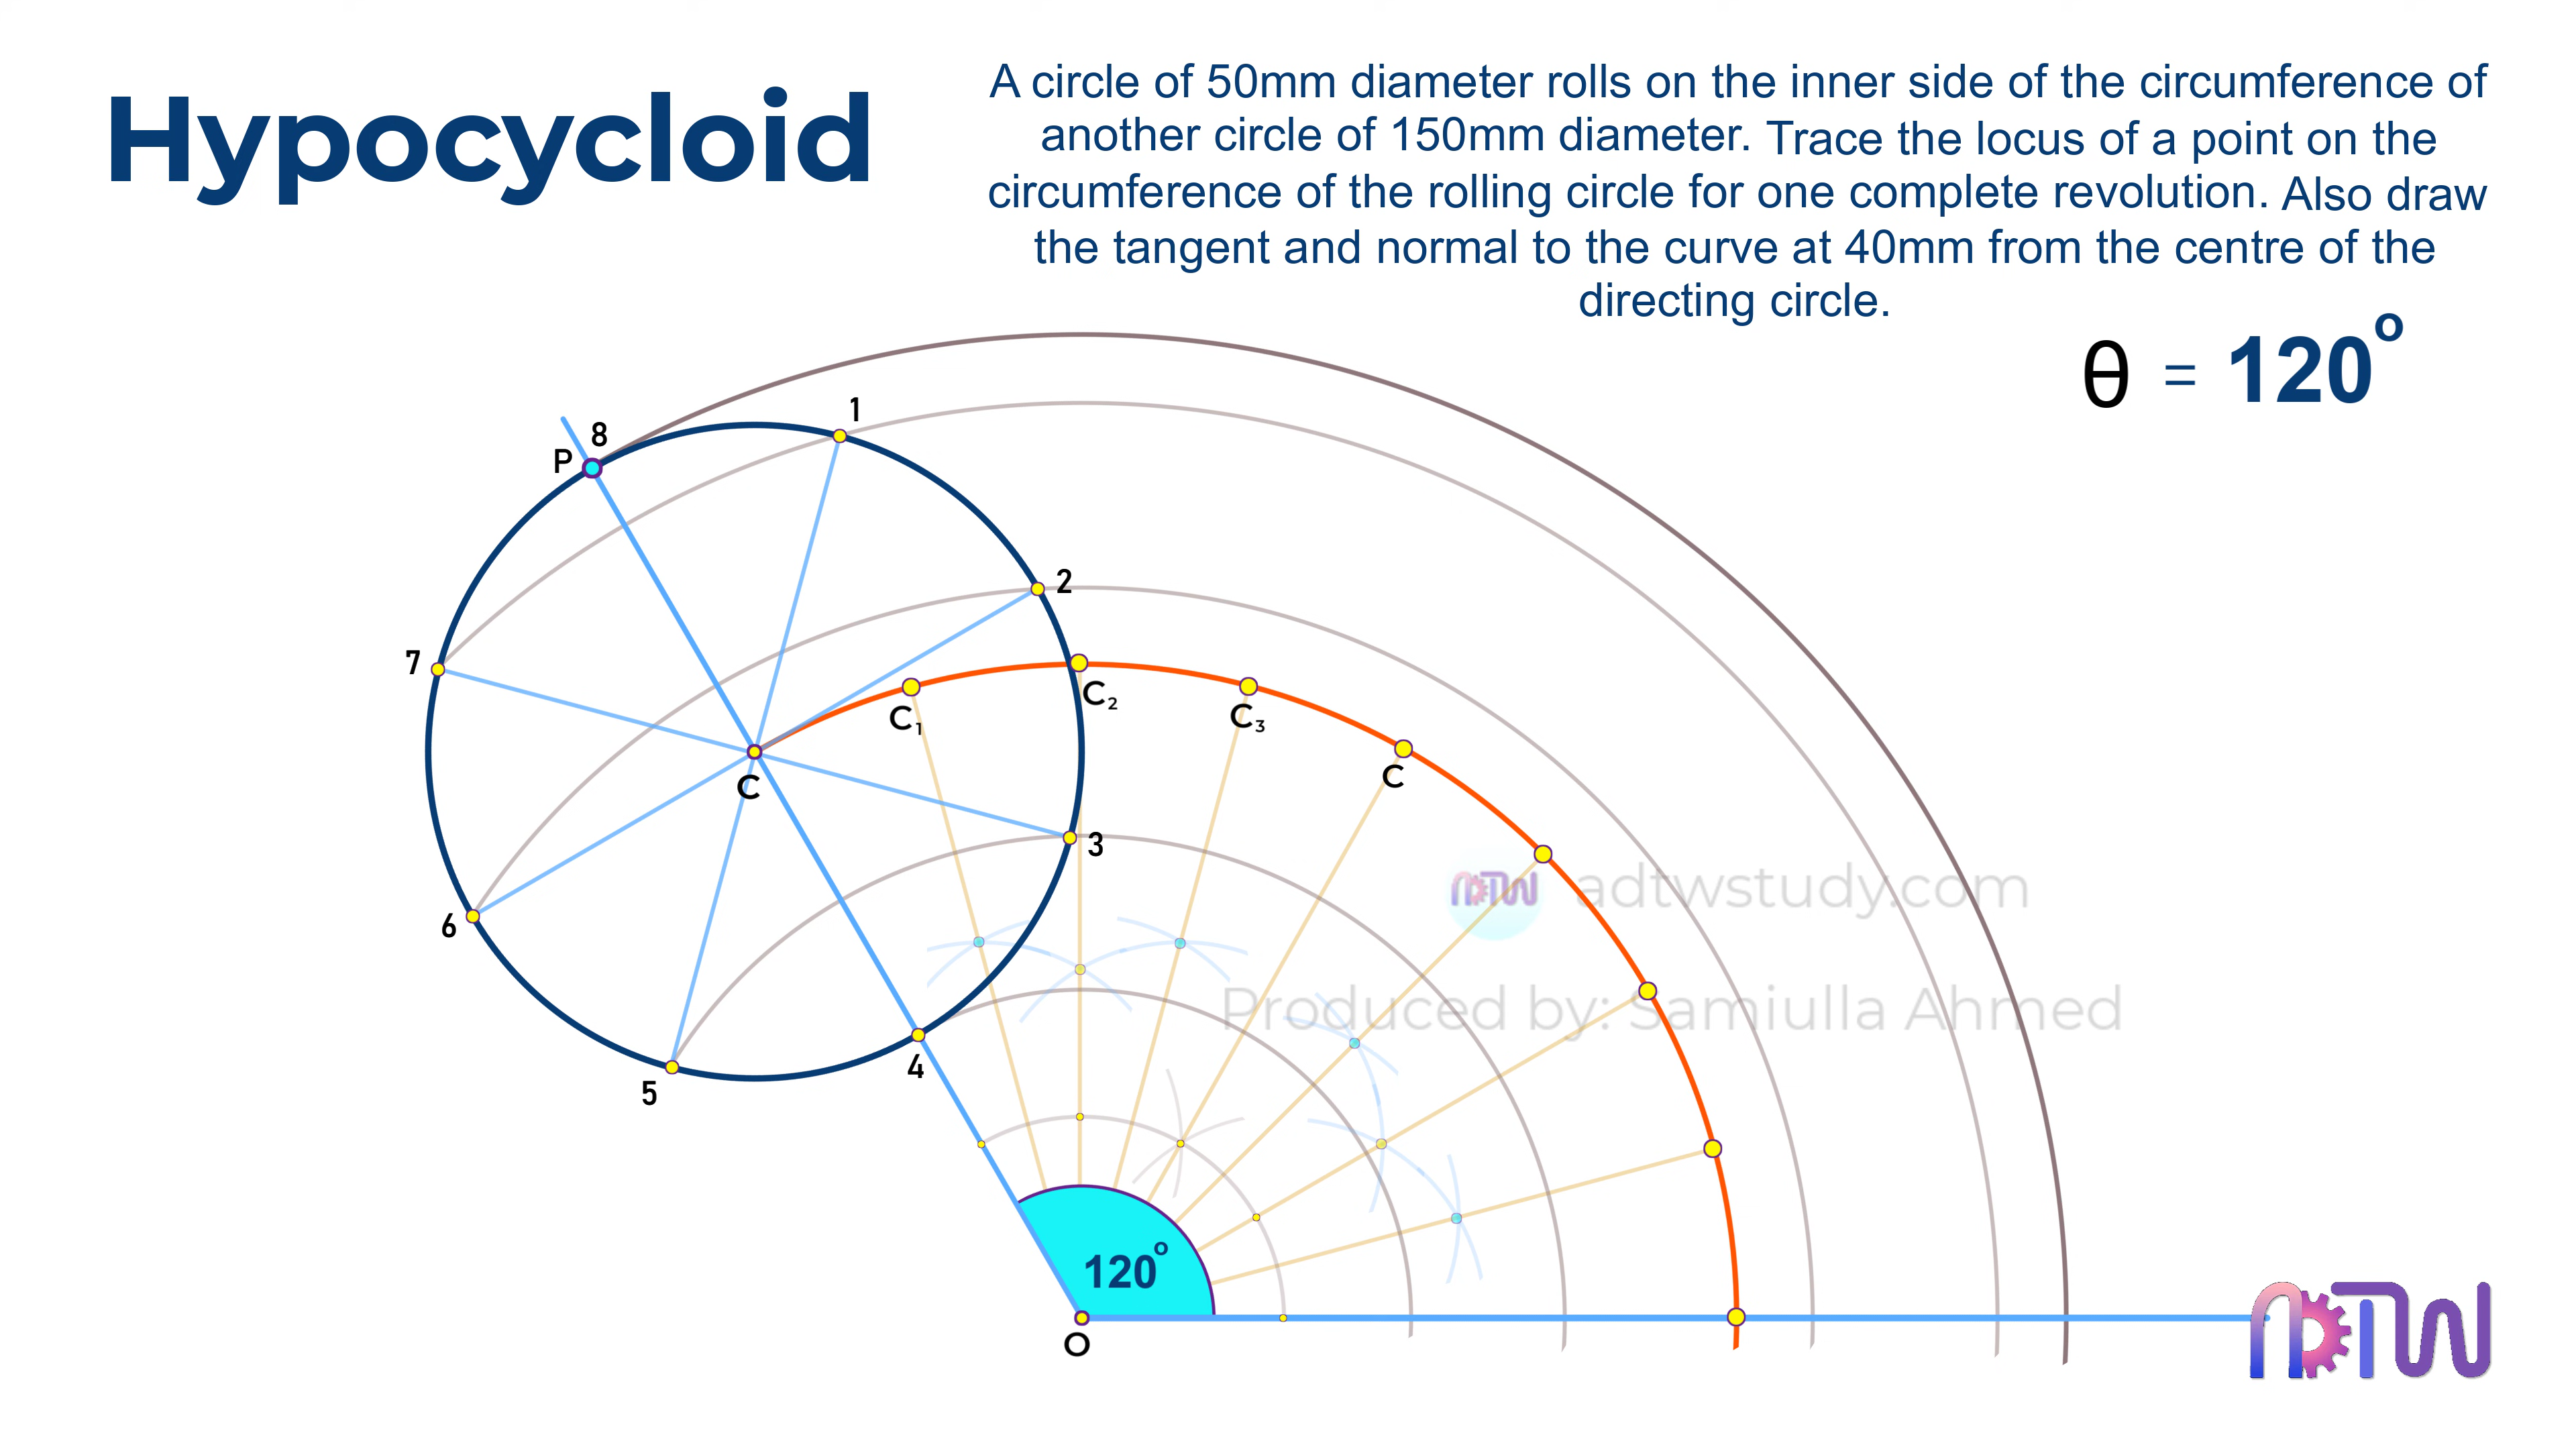 Hypocycloid
A circle of 50mm diameter rolls on the inner side of the circumference of
another circle of 150mm diameter. Trace the locus of a point on the
circumference of the rolling circle for one complete revolution. Also draw
the tangent and normal to the curve at 40mm from the centre of the
directing circle.
θ = 120°
8
1
P
2
7
C₁
C₂
C₃
C
C
3
6
4
5
adtwstudy.com
Produced by: Samiulla Ahmed
120°
O
ADTW
ADTW